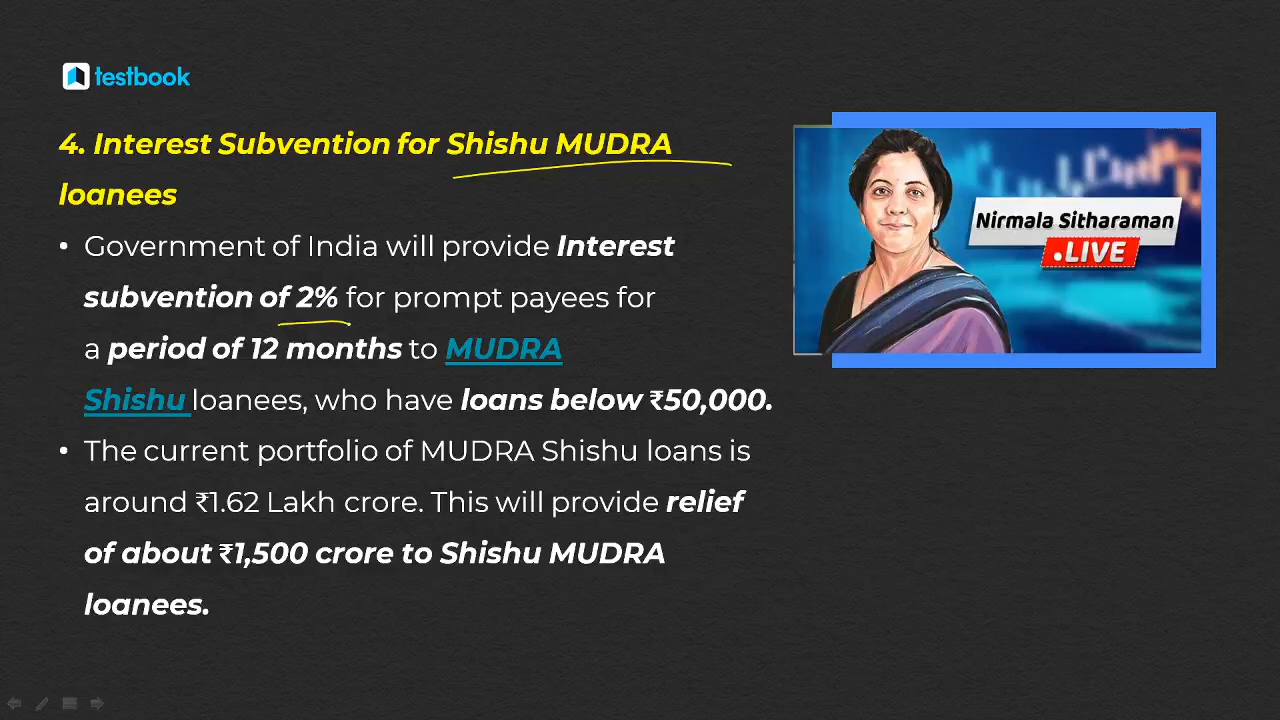 testbook
4. Interest Subvention for Shishu MUDRA
loanees
• Government of India will provide Interest
subvention of 2% for prompt payees for
a period of 12 months to MUDRA
Shishu loanees, who have loans below ₹50,000.
• The current portfolio of MUDRA Shishu loans is
around ₹1.62 Lakh crore. This will provide relief
of about ₹1,500 crore to Shishu MUDRA
loanees.
Nirmala Sitharaman
•LIVE